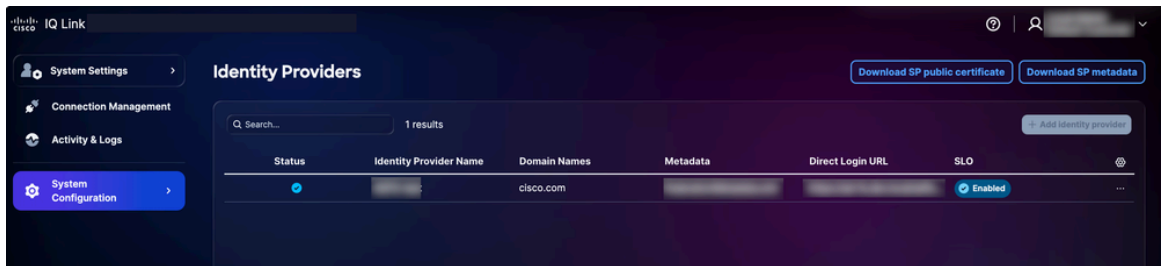 cisco IQ Link
System Settings
Connection Management
Activity & Logs
System
Configuration
Identity Providers
Download SP public certificate
Download SP metadata
Search...
1 results
+ Add identity provider
Status
Identity Provider Name
Domain Names
Metadata
Direct Login URL
SLO
cisco.com
Enabled
...